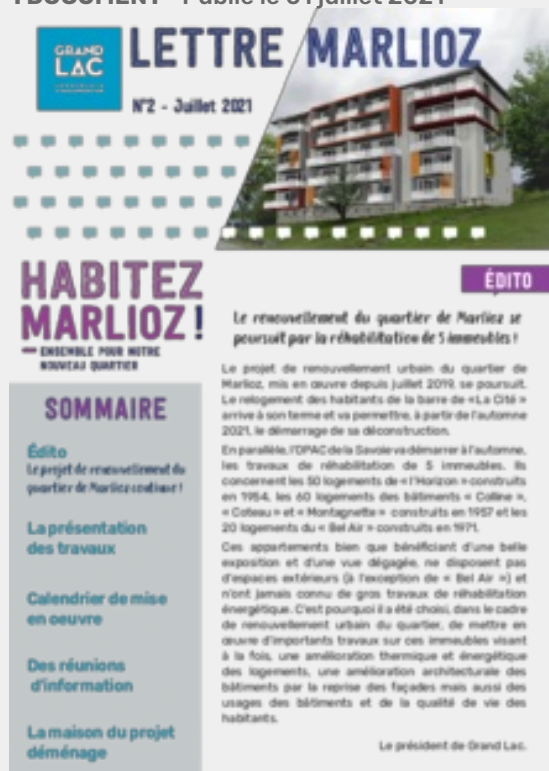 Publié le 31 juillet 2021
GRAND
LAC
LETTRE MARLIOZ
N°2 - Juillet 2021
HABITEZ
MARLIOZ !
ENSEMBLE POUR NOTRE
NOUVEAU QUARTIER
SOMMAIRE
Édito
Le projet de renouvellement du
quartier de Marlioz continue !
La présentation
des travaux
Calendrier de mise
en oeuvre
Des réunions
d'information
La maison du projet
déménage
ÉDITO
Le renouvellement du quartier de Marlioz se
poursuit par la réhabilitation de 5 immeubles !
Le projet de renouvellement urbain du quartier de
Marlioz, mis en œuvre depuis juillet 2019, se poursuit.
Le relogement des habitants de la barre de «La Cité »
arrive à son terme et va permettre, à partir de l'automne
2021, le démarrage de sa déconstruction.
En parallèle, l'OPAC de la Savoie va démarrer à l'automne,
les travaux de réhabilitation de 5 immeubles. Ils
concernent les 50 logements de « l'Horizon » construits
en 1954, les 60 logements des bâtiments « Colline »,
« Coteau » et « Montagnette » construits en 1957 et les
20 logements du « Bel Air » construits en 1971.
Ces appartements bien que bénéficiant d'une belle
exposition et d'une vue dégagée, ne disposent pas
d'espaces extérieurs (à l'exception de « Bel Air ») et
n'ont jamais connu de gros travaux de réhabilitation
énergétique. C'est pourquoi il a été choisi, dans le cadre
de renouvellement urbain du quartier, de mettre en
œuvre d'importants travaux sur ces immeubles visant
à la fois, une amélioration thermique et énergétique
des logements, une amélioration architecturale des
bâtiments par la reprise des façades mais aussi des
usages des bâtiments et de la qualité de vie des
habitants.
Le président de Grand Lac.